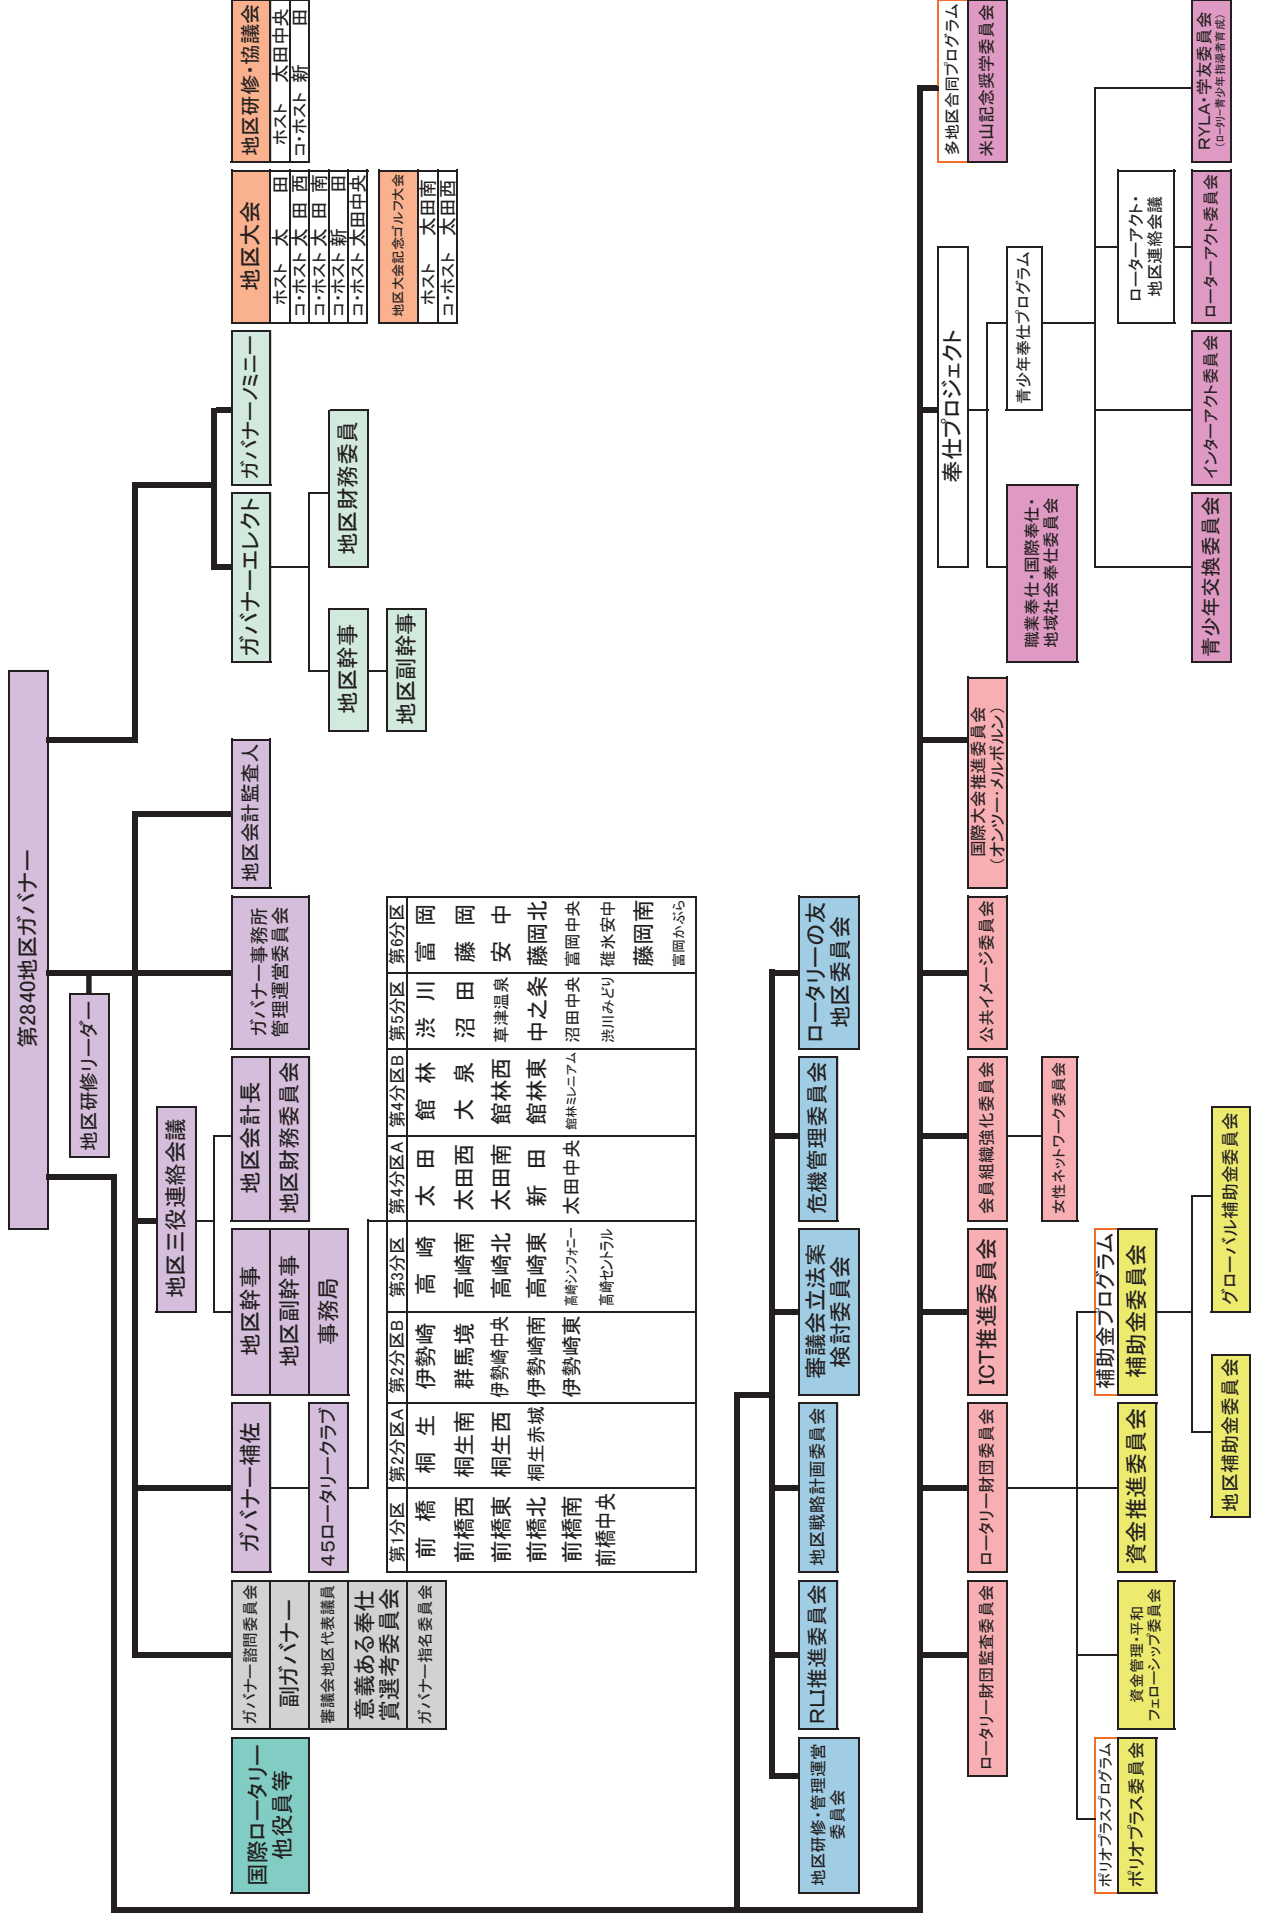 第2840地区ガバナー
地区研修リーダー
地区三役連絡会議
国際ロータリー
他役員等
ガバナー諮問委員会
副ガバナー
審議会地区代表議員
意義ある奉仕
賞選考委員会
ガバナー指名委員会
ガバナー補佐
45ロータリークラブ
地区幹事
地区副幹事
事務局
地区会計長
地区財務委員会
ガバナー事務所
管理運営委員会
地区会計監査人
ガバナーエレクト
地区幹事
地区副幹事
地区財務委員
ガバナーノミニー
地区大会
ホスト 太田
コ・ホスト 太田西
コ・ホスト 太田南
コ・ホスト 新田
コ・ホスト 太田中央
地区大会記念ゴルフ大会
ホスト 太田南
コ・ホスト 太田西
地区研修・協議会
ホスト 太田中央
コ・ホスト 新田
第1分区
前橋
前橋西
前橋東
前橋北
前橋南
前橋中央
第2分区A
桐生
桐生南
桐生西
桐生赤城
第2分区B
伊勢崎
群馬境
伊勢崎中央
伊勢崎南
伊勢崎東
第3分区
高崎
高崎南
高崎北
高崎東
高崎シンフォニー
高崎セントラル
第4分区A
太田
太田西
太田南
新田
太田中央
第4分区B
館林
大泉
館林西
館林東
館林ミレニアム
第5分区
渋川
沼田
草津温泉
中之条
沼田中央
渋川みどり
第6分区
富岡
藤岡
安中
藤岡北
富岡中央
碓氷安中
藤岡南
富岡かぶら
地区研修・管理運営
委員会
RLI推進委員会
地区戦略計画委員会
審議会立法案
検討委員会
危機管理委員会
ロータリーの友
地区委員会
ロータリー財団監査委員会
ロータリー財団委員会
ICT推進委員会
会員組織強化委員会
女性ネットワーク委員会
公共イメージ委員会
国際大会推進委員会
(オンツー・メルボルン)
奉仕プロジェクト
多地区合同プログラム
米山記念奨学委員会
職業奉仕・国際奉仕・
地域社会奉仕委員会
青少年奉仕プログラム
青少年交換委員会
インターアクト委員会
ローターアクト・
地区連絡会議
ローターアクト委員会
RYLA・学友委員会
(ロータリー青少年指導者育成)
ポリオプラスプログラム
ポリオプラス委員会
資金管理・平和
フェローシップ委員会
資金推進委員会
補助金プログラム
補助金委員会
地区補助金委員会
グローバル補助金委員会